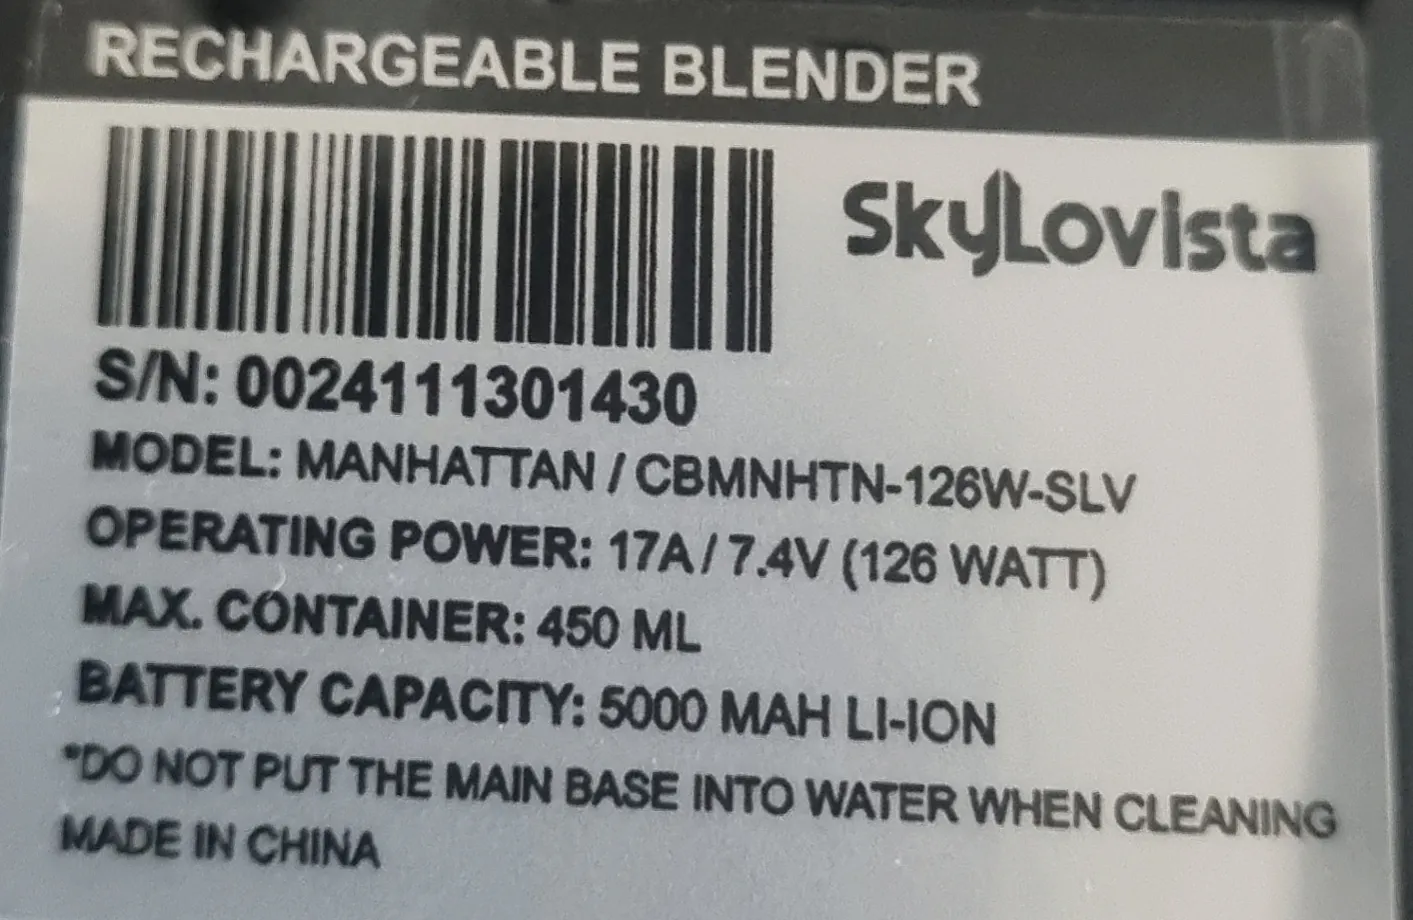 RECHARGEABLE BLENDER
SkyLovista
S/N: 0024111301430
MODEL: MANHATTAN / CBMNHTN-126W-SLV
OPERATING POWER: 17A / 7.4V (126 WATT)
MAX. CONTAINER: 450 ML
BATTERY CAPACITY: 5000 MAH LI-ION
*DO NOT PUT THE MAIN BASE INTO WATER WHEN CLEANING
MADE IN CHINA